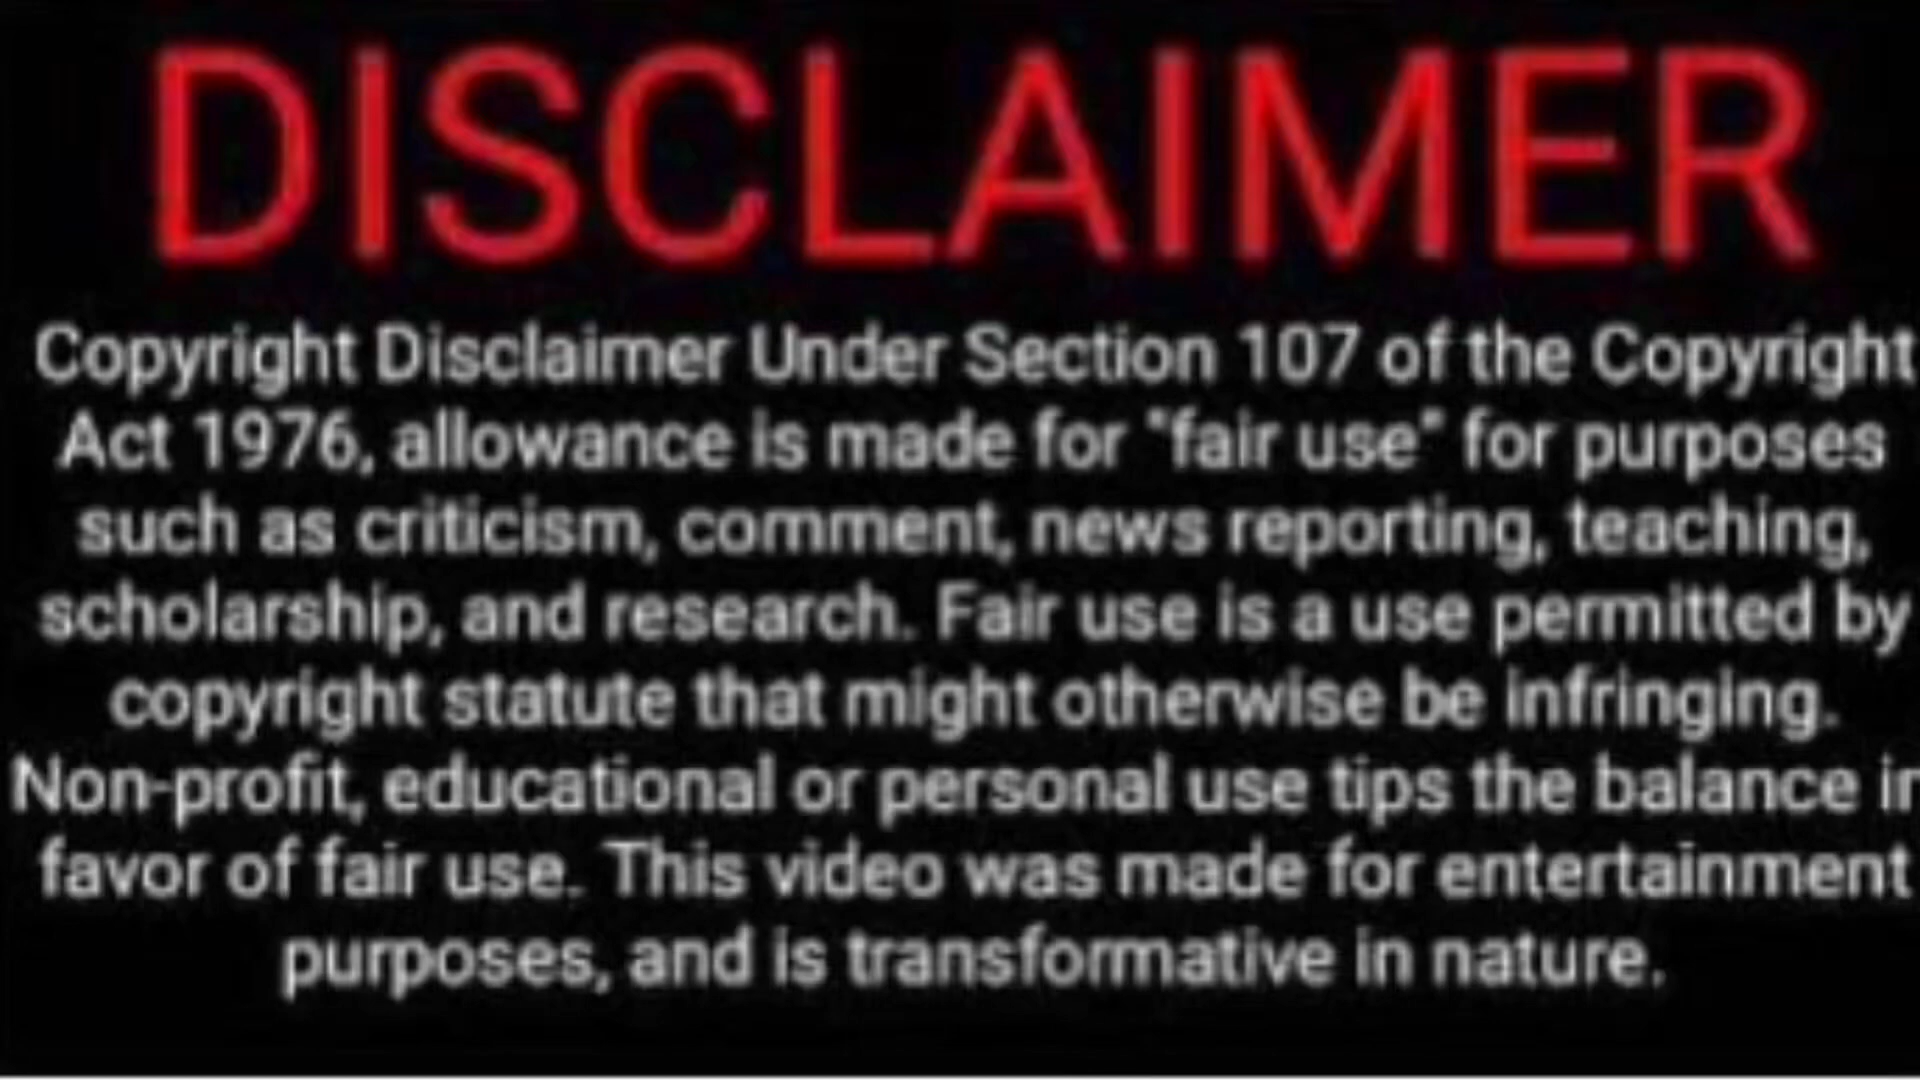 DISCLAIMER
Copyright Disclaimer Under Section 107 of the Copyright
Act 1976, allowance is made for "fair use" for purposes
such as criticism, comment, news reporting, teaching,
scholarship, and research. Fair use is a use permitted by
copyright statute that might otherwise be infringing.
Non-profit, educational or personal use tips the balance in
favor of fair use. This video was made for entertainment
purposes, and is transformative in nature.